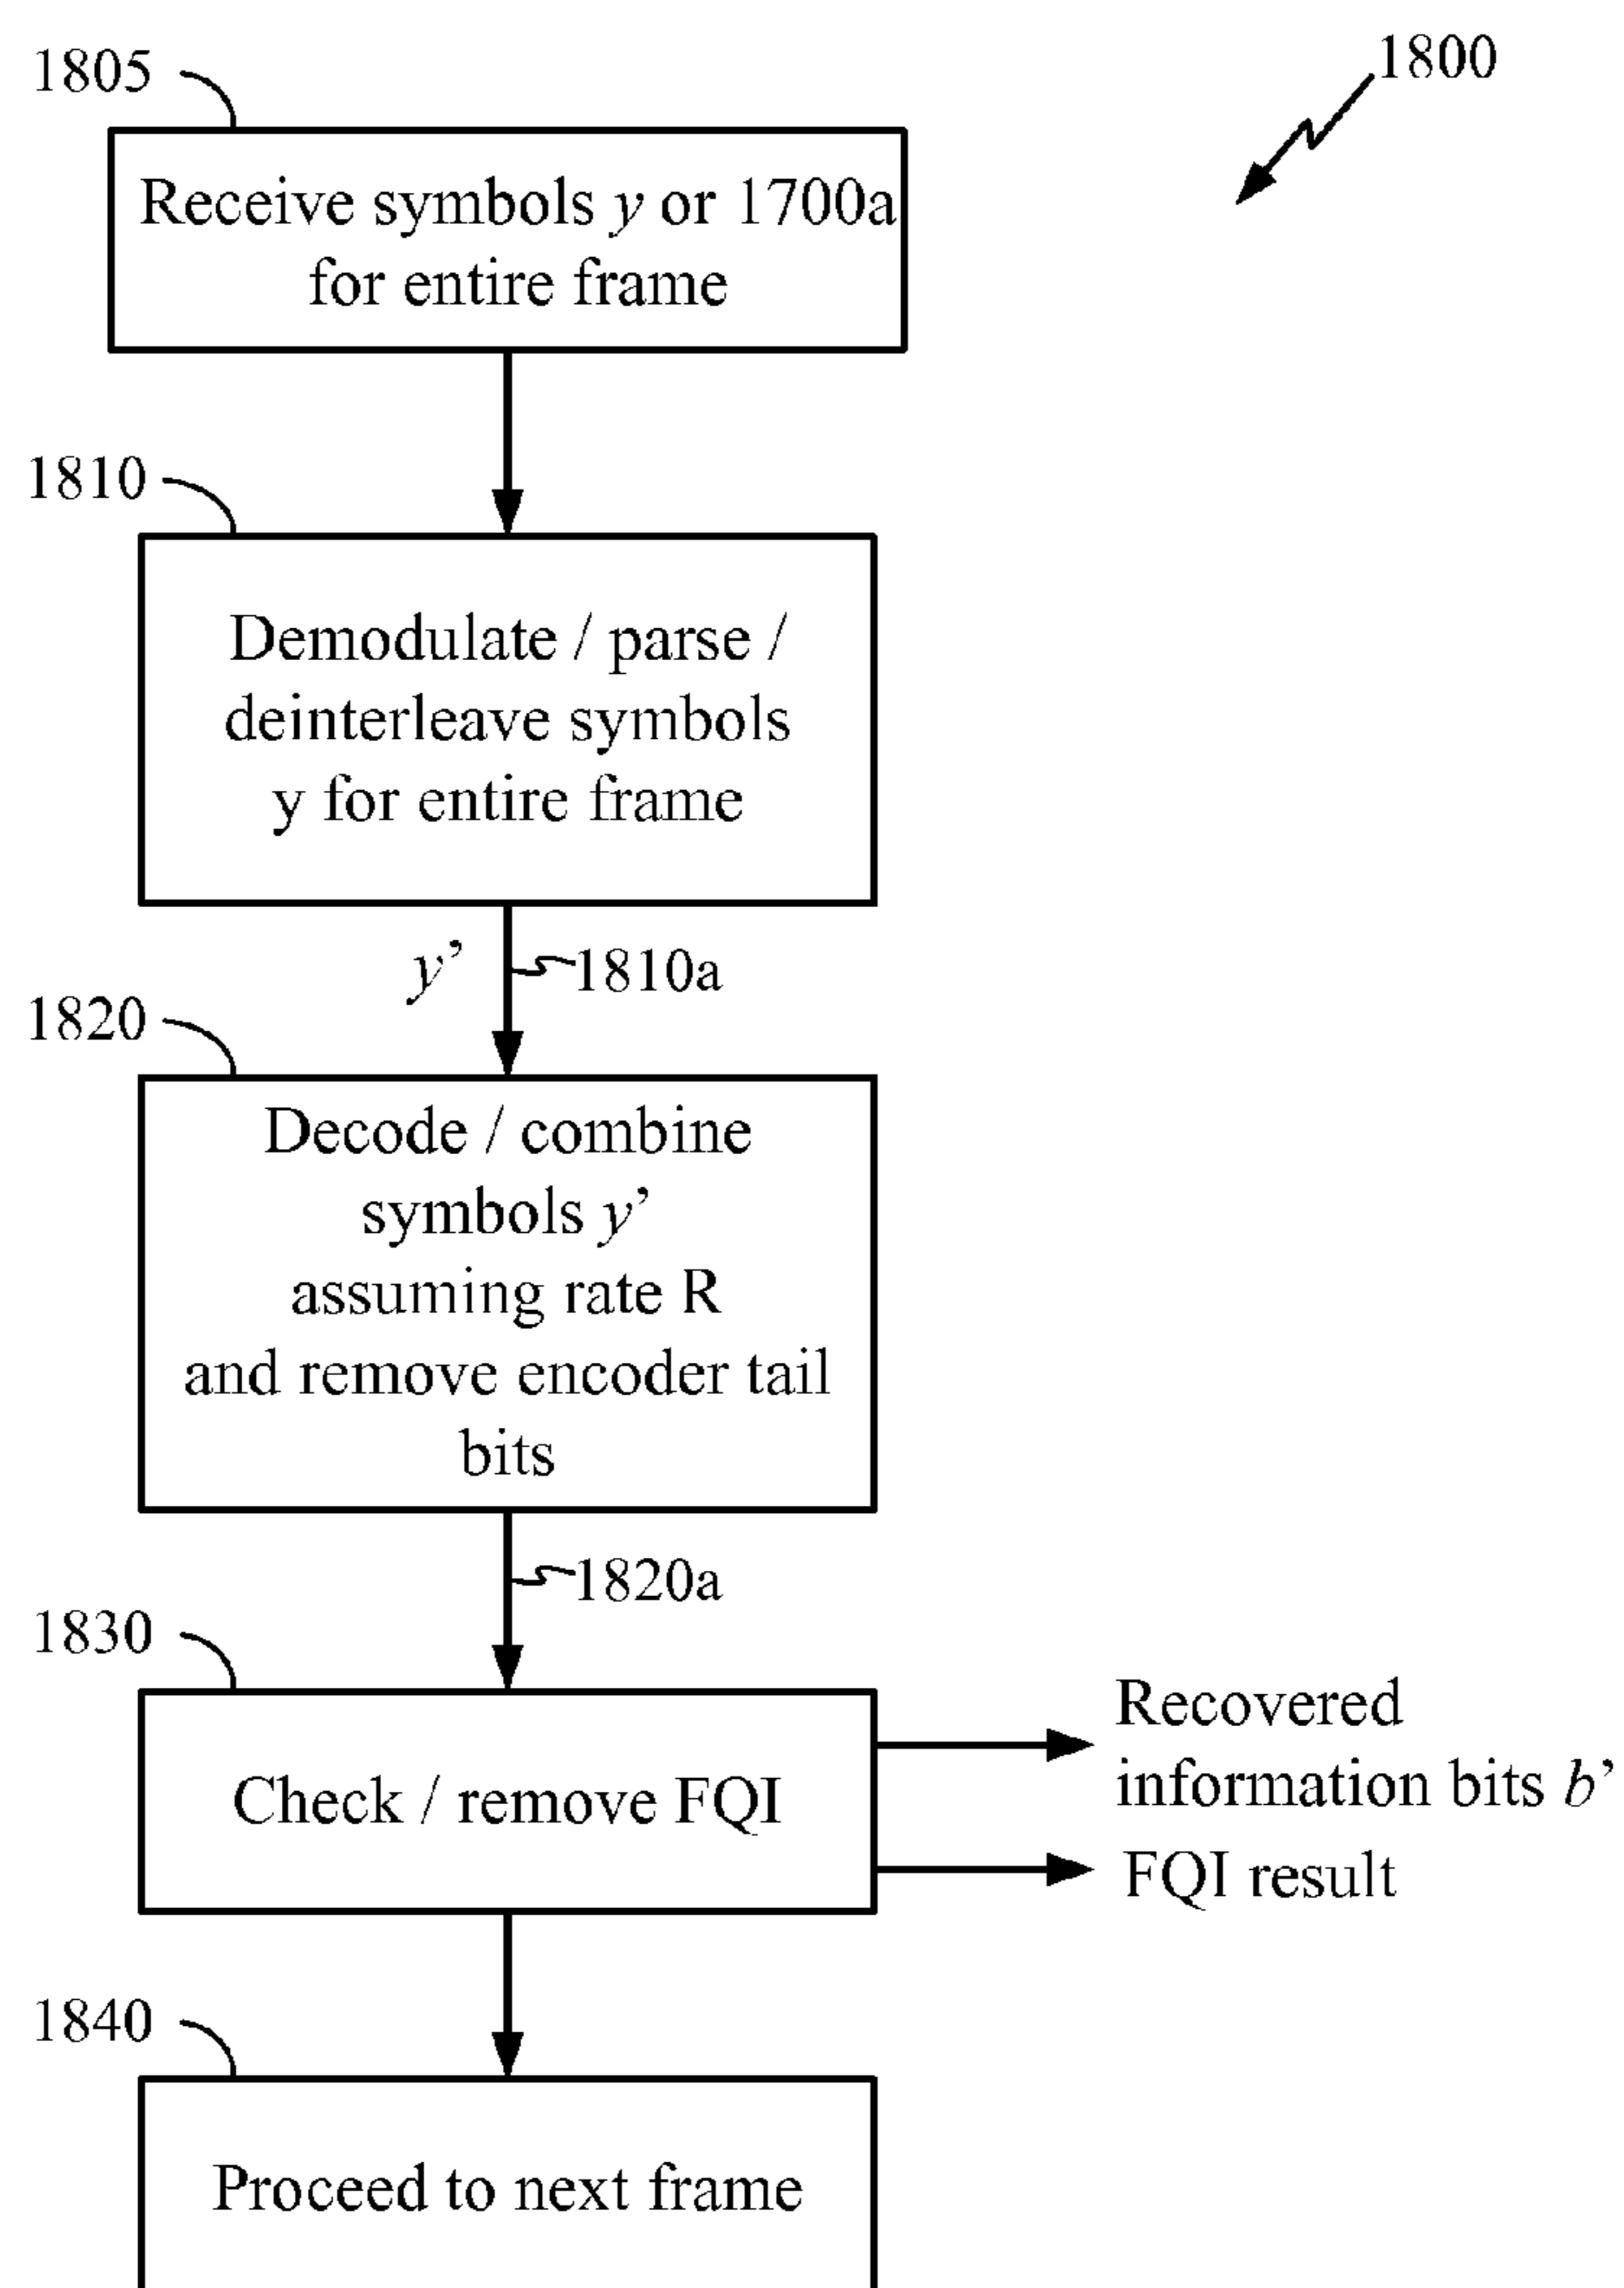 1805
1800
Receive symbols y or 1700a
for entire frame
1810
Demodulate / parse /
deinterleave symbols
y for entire frame
y’
1810a
1820
Decode / combine
symbols y’
assuming rate R
and remove encoder tail
bits
1820a
1830
Check / remove FQI
Recovered
information bits b’
FQI result
1840
Proceed to next frame